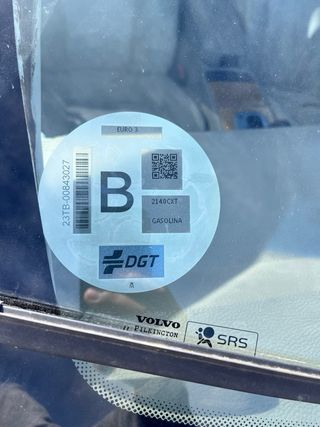 EURO 3
23TB-00843027
B
2140CXT
GASOLINA
DGT
VOLVO
PILKINGTON
SRS